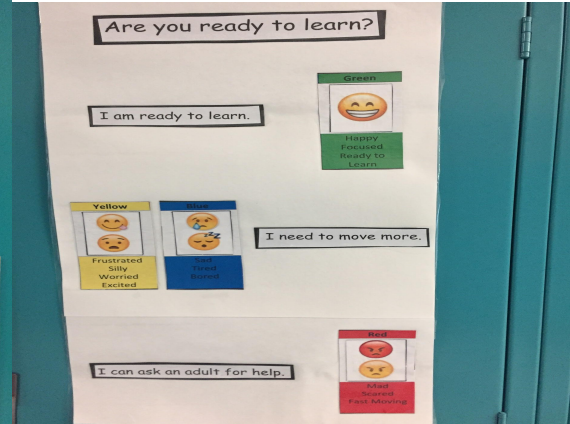 Are you ready to learn?
Green
I am ready to learn.
Happy
Focused
Ready to
Learn
Yellow
Frustrated
Silly
Worried
Excited
Blue
Sad
Tired
Bored
I need to move more.
Red
I can ask an adult for help.
Mad
Scared
Fast Moving